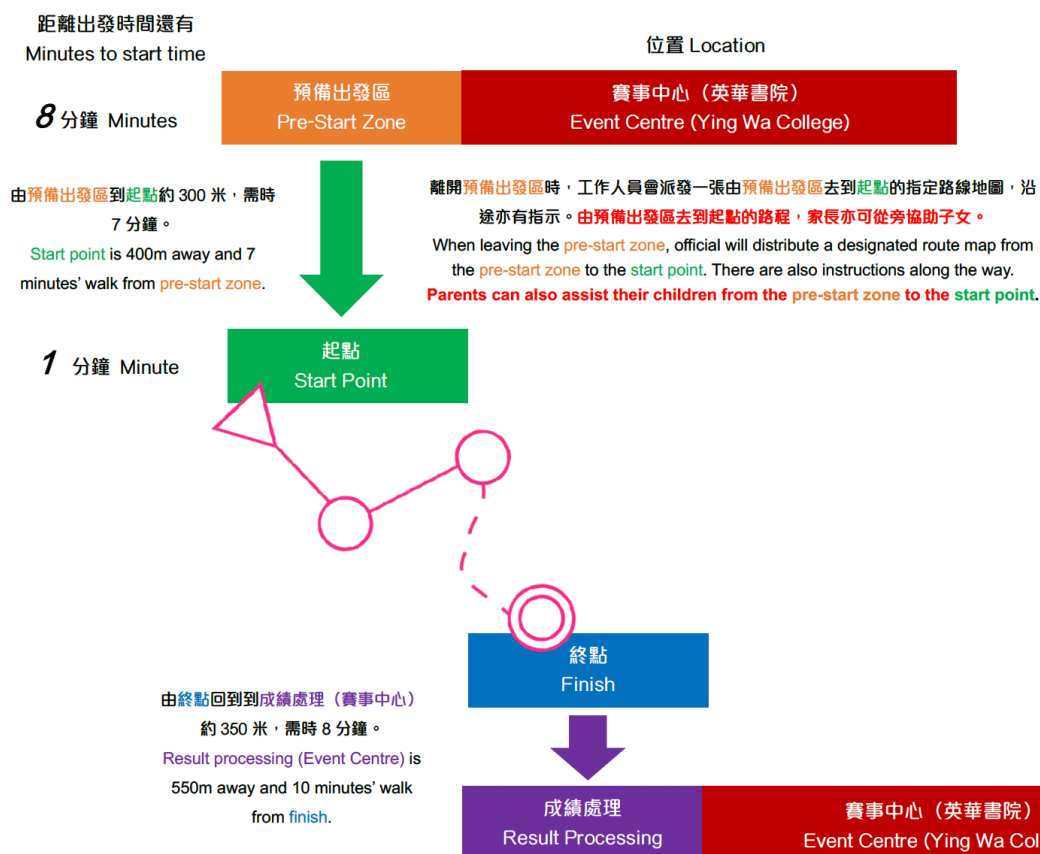 距離出發時間還有
Minutes to start time
位置 Location
8 分鐘 Minutes
預備出發區
Pre-Start Zone
賽事中心（英華書院）
Event Centre (Ying Wa College)
由預備出發區到起點約 300 米，需時
7 分鐘。
Start point is 400m away and 7
minutes’ walk from pre-start zone.
離開預備出發區時，工作人員會派發一張由預備出發區去到起點的指定路線地圖，沿
途亦有指示。由預備出發區去到起點的路程，家長亦可從旁協助子女。
When leaving the pre-start zone, official will distribute a designated route map from
the pre-start zone to the start point. There are also instructions along the way.
Parents can also assist their children from the pre-start zone to the start point.
1 分鐘 Minute
起點
Start Point
終點
Finish
由終點回到到成績處理（賽事中心）
約 350 米，需時 8 分鐘。
Result processing (Event Centre) is
550m away and 10 minutes’ walk
from finish.
成績處理
Result Processing
賽事中心（英華書院）
Event Centre (Ying Wa Col